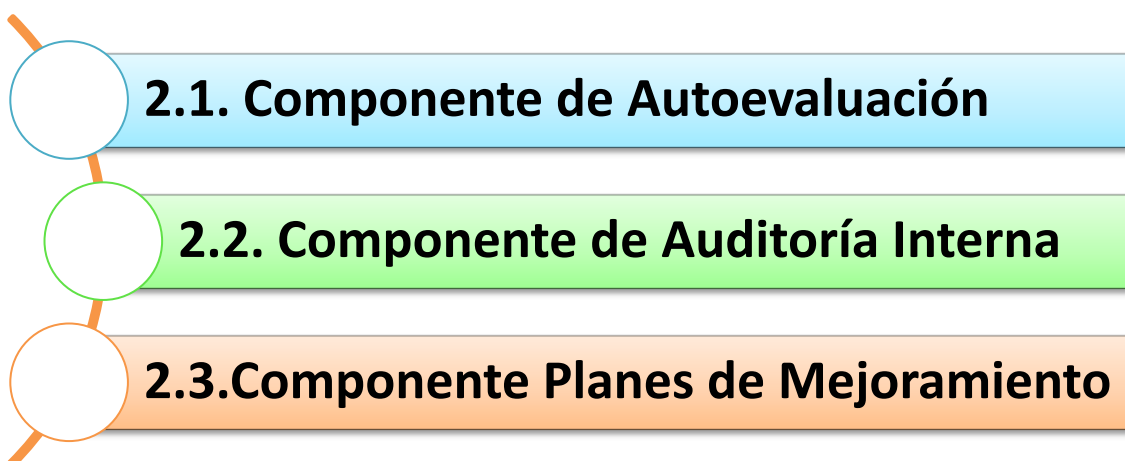 2.1. Componente de Autoevaluación
2.2. Componente de Auditoría Interna
2.3.Componente Planes de Mejoramiento